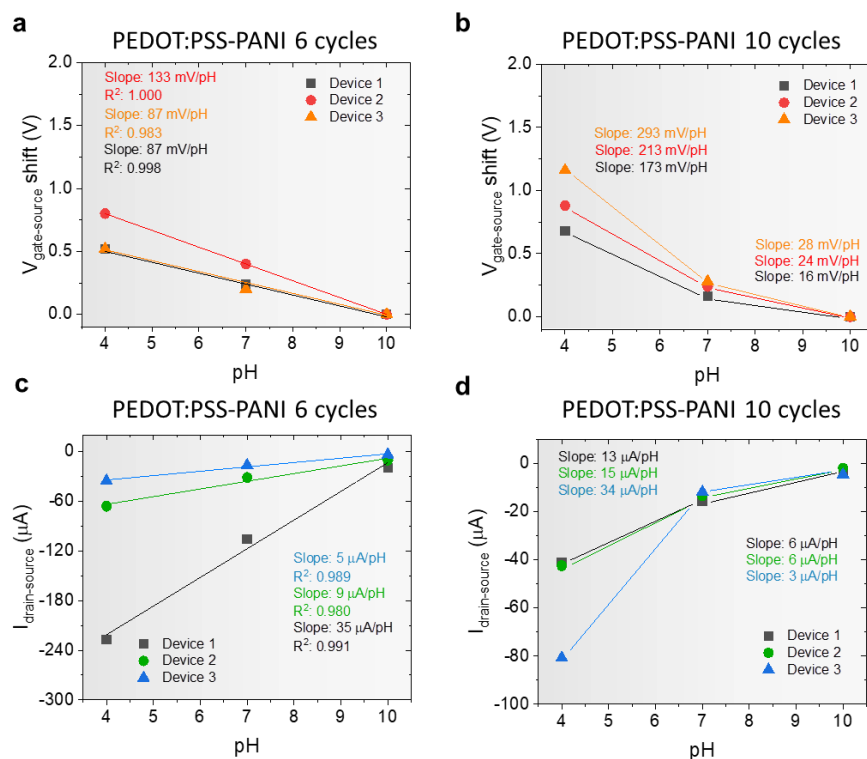 a
PEDOT:PSS-PANI 6 cycles
2.0
1.5
1.0
0.5
0.0
V gate-source shift (V)
Slope: 133 mV/pH
R²: 1.000
Slope: 87 mV/pH
R²: 0.983
Slope: 87 mV/pH
R²: 0.998
Device 1
Device 2
Device 3
4 5 6 7 8 9 10
pH
b
PEDOT:PSS-PANI 10 cycles
2.0
1.5
1.0
0.5
0.0
V gate-source shift (V)
Device 1
Device 2
Device 3
Slope: 293 mV/pH
Slope: 213 mV/pH
Slope: 173 mV/pH
Slope: 28 mV/pH
Slope: 24 mV/pH
Slope: 16 mV/pH
4 5 6 7 8 9 10
pH
c
PEDOT:PSS-PANI 6 cycles
0
-60
-120
-180
-240
-300
I drain-source (µA)
Slope: 5 µA/pH
R²: 0.989
Slope: 9 µA/pH
R²: 0.980
Slope: 35 µA/pH
R²: 0.991
Device 1
Device 2
Device 3
4 5 6 7 8 9 10
pH
d
PEDOT:PSS-PANI 10 cycles
0
-20
-40
-60
-80
-100
I drain-source (µA)
Slope: 13 µA/pH
Slope: 15 µA/pH
Slope: 34 µA/pH
Slope: 6 µA/pH
Slope: 6 µA/pH
Slope: 3 µA/pH
Device 1
Device 2
Device 3
4 5 6 7 8 9 10
pH